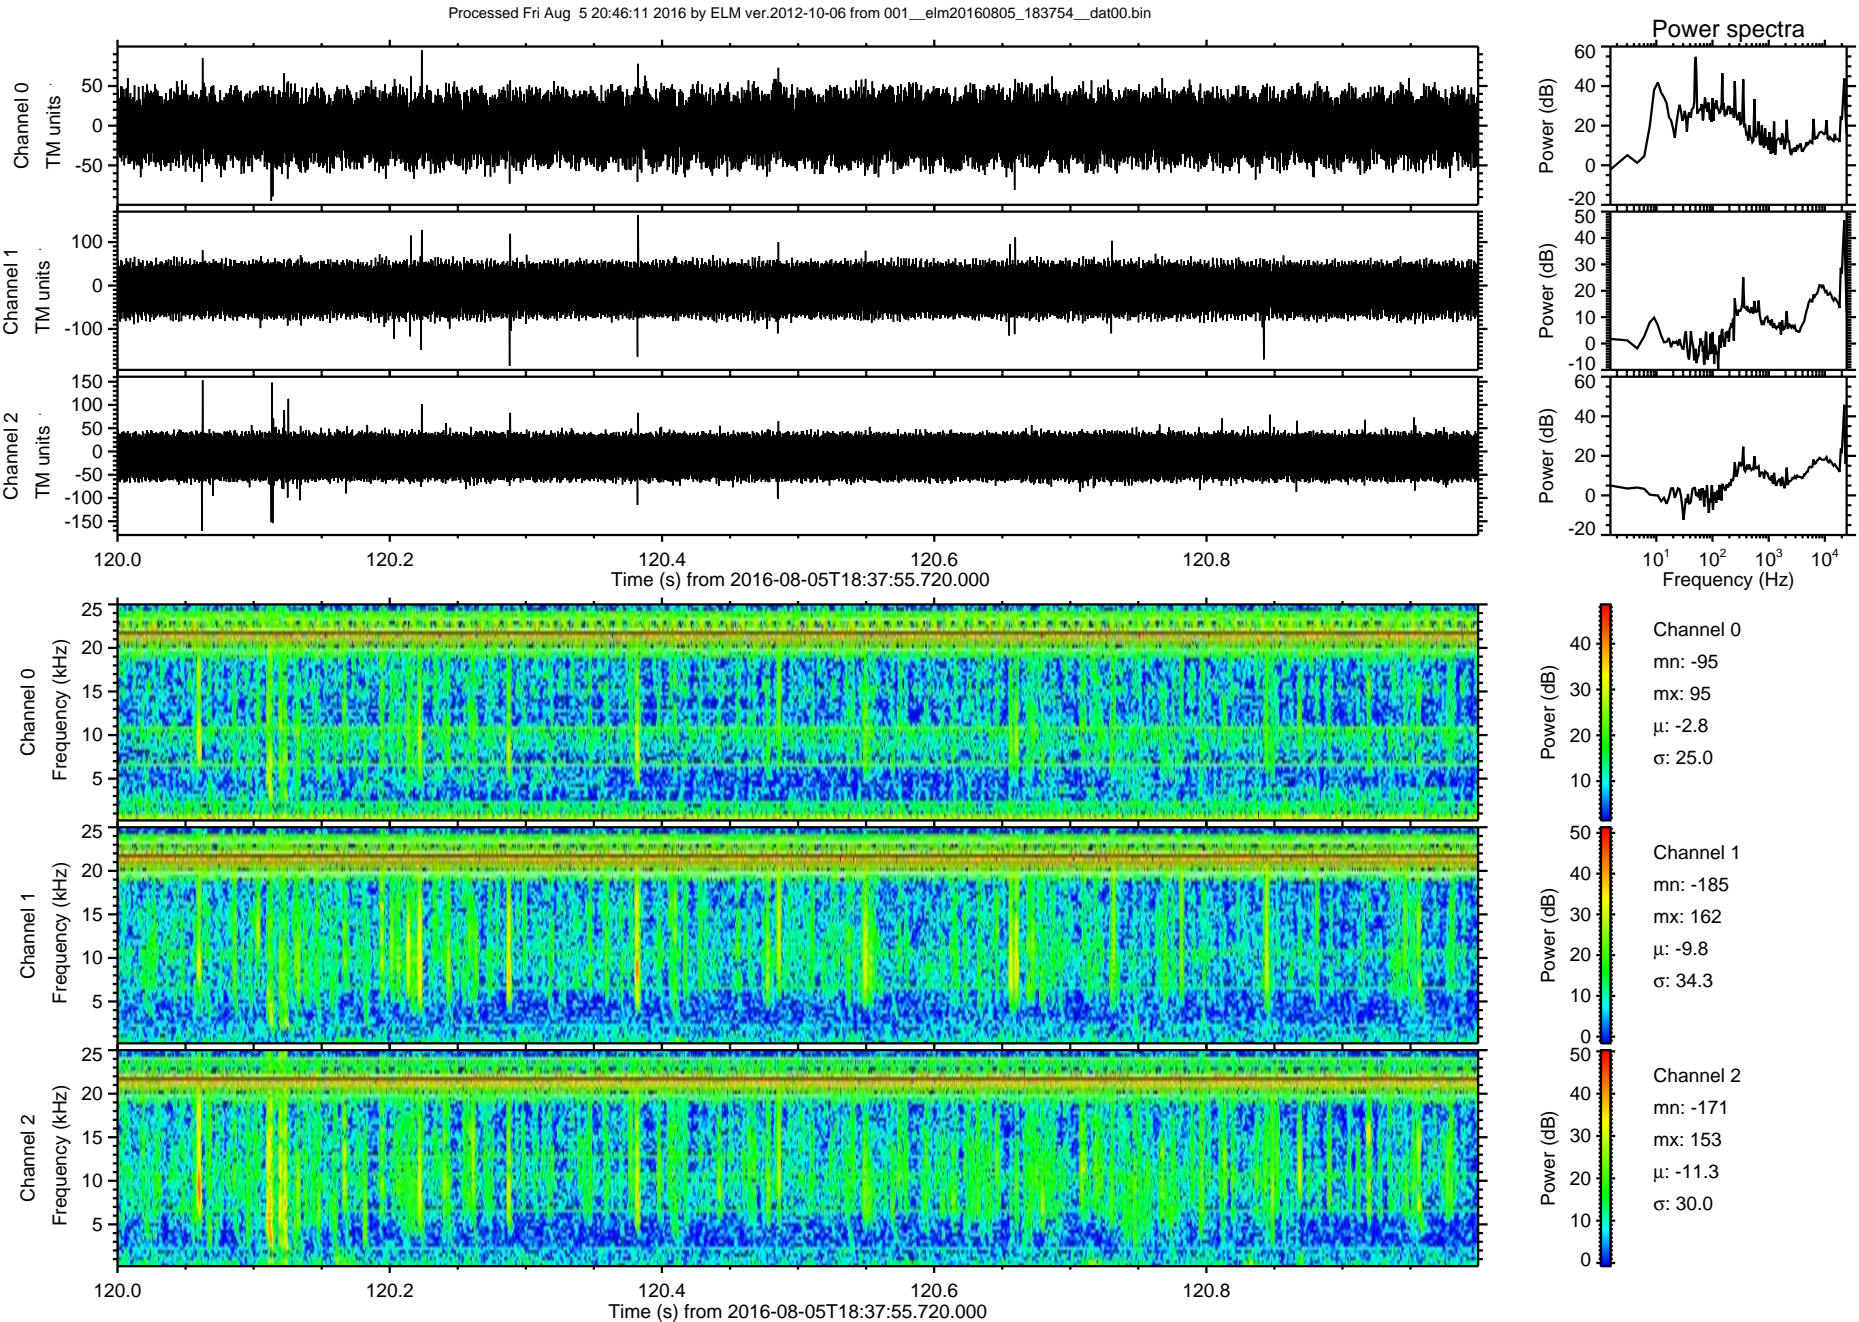 Processed Fri Aug  5 20:46:11 2016 by ELM ver.2012-10-06 from 001__elm20160805_183754__dat00.bin
Power spectra
Channel 0
TM units
50
0
-50
Power (dB)
60
40
20
0
-20
Channel 1
TM units
100
0
-100
Power (dB)
50
40
30
20
10
0
-10
Channel 2
TM units
150
100
50
0
-50
-100
-150
Power (dB)
60
40
20
0
-20
120.0 120.2 120.4 120.6 120.8
Time (s) from 2016-08-05T18:37:55.720.000
10^1 10^2 10^3 10^4
Frequency (Hz)
Channel 0
Frequency (kHz)
25
20
15
10
5
Power (dB)
40
30
20
10
Channel 0
mn: -95
mx: 95
μ: -2.8
σ: 25.0
Channel 1
Frequency (kHz)
25
20
15
10
5
Power (dB)
50
40
30
20
10
0
Channel 1
mn: -185
mx: 162
μ: -9.8
σ: 34.3
Channel 2
Frequency (kHz)
25
20
15
10
5
Power (dB)
50
40
30
20
10
0
Channel 2
mn: -171
mx: 153
μ: -11.3
σ: 30.0
120.0 120.2 120.4 120.6 120.8
Time (s) from 2016-08-05T18:37:55.720.000